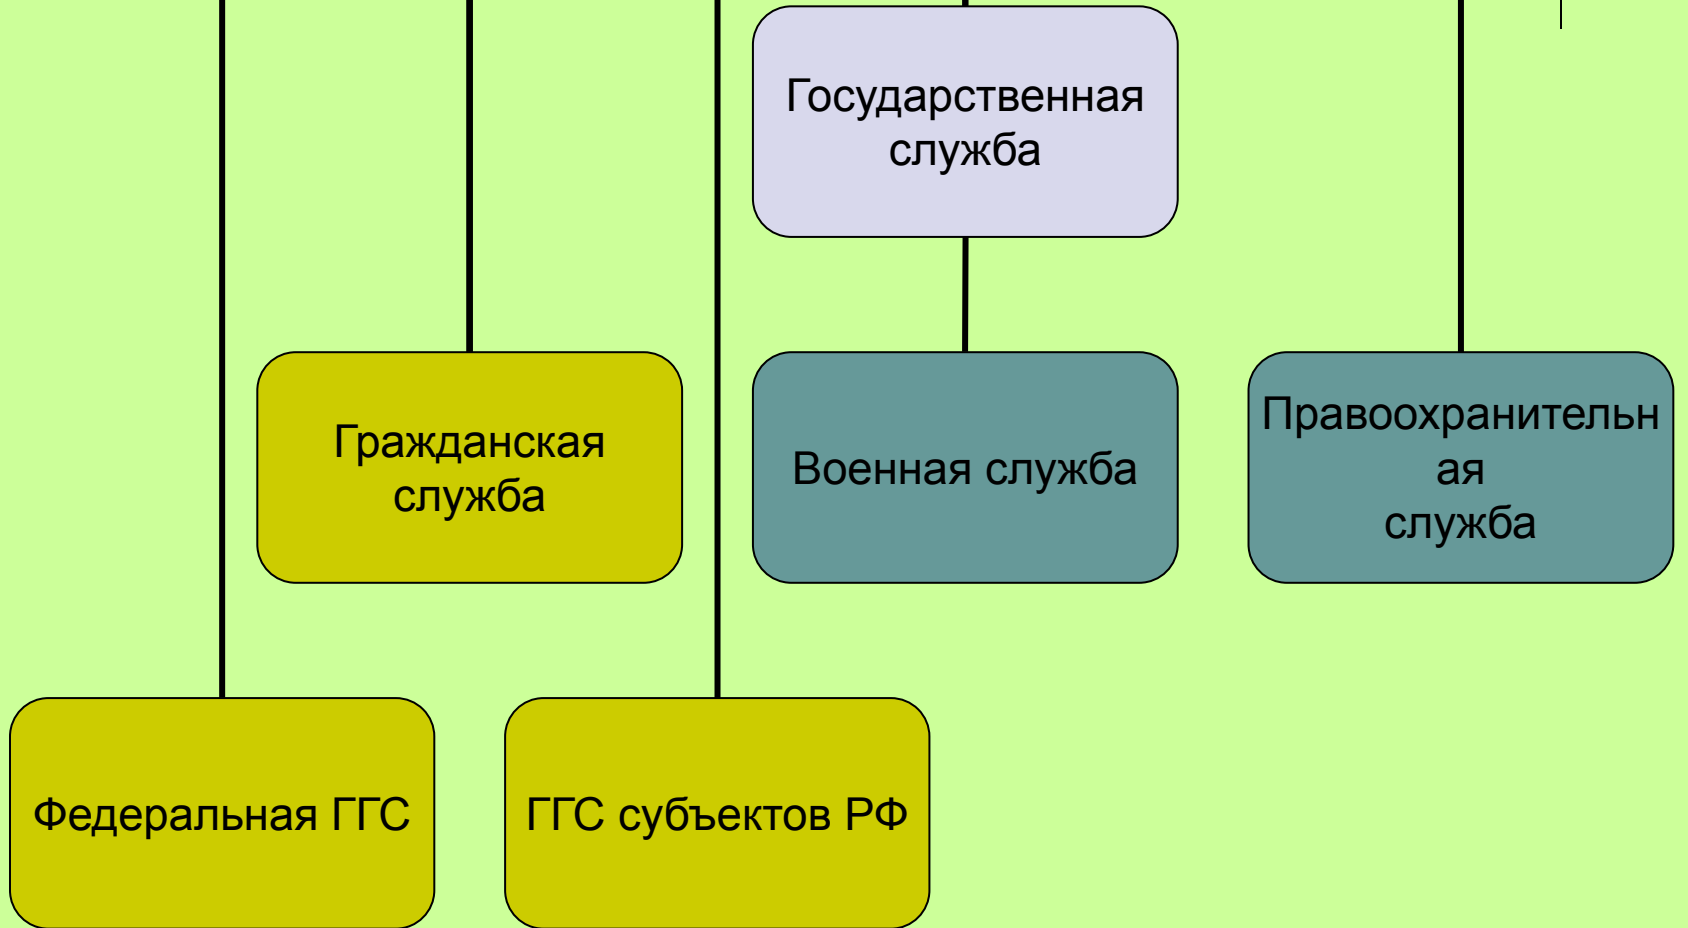 Государственная
служба
Гражданская
служба
Военная служба
Правоохранительн
ая
служба
Федеральная ГГС
ГГС субъектов РФ